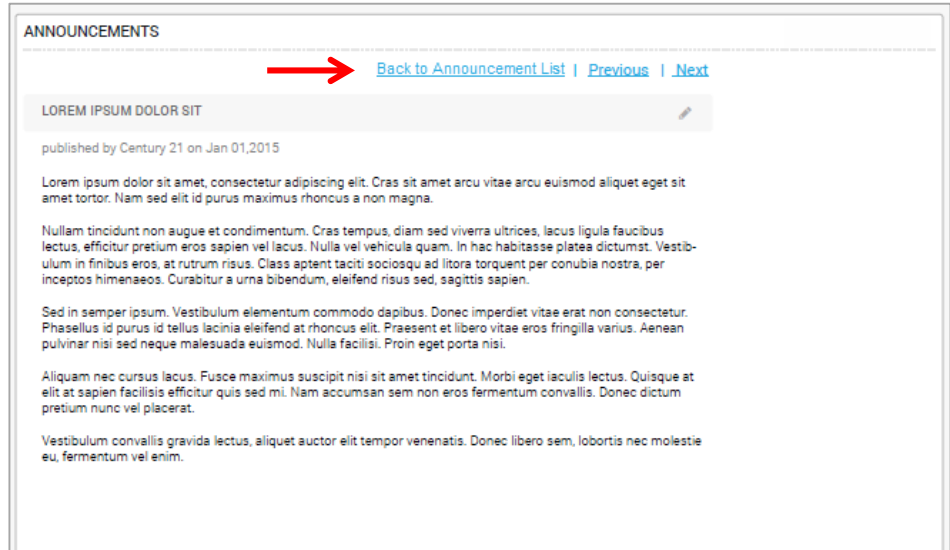 ANNOUNCEMENTS
Back to Announcement List | Previous | Next
LOREM IPSUM DOLOR SIT
published by Century 21 on Jan 01,2015
Lorem ipsum dolor sit amet, consectetur adipiscing elit. Cras sit amet arcu vitae arcu euismod aliquet eget sit
amet tortor. Nam sed elit id purus maximus rhoncus a non magna.
Nullam tincidunt non augue et condimentum. Cras tempus, diam sed viverra ultrices, lacus ligula faucibus
lectus, efficitur pretium eros sapien vel lacus. Nulla vel vehicula quam. In hac habitasse platea dictumst. Vestib-
ulum in finibus eros, at rutrum risus. Class aptent taciti sociosqu ad litora torquent per conubia nostra, per
inceptos himenaeos. Curabitur a urna bibendum, eleifend risus sed, sagittis sapien.
Sed in semper ipsum. Vestibulum elementum commodo dapibus. Donec imperdiet vitae erat non consectetur.
Phasellus id purus id tellus lacinia eleifend at rhoncus elit. Praesent et libero vitae eros fringilla varius. Aenean
pulvinar nisi sed neque malesuada euismod. Nulla facilisi. Proin eget porta nisi.
Aliquam nec cursus lacus. Fusce maximus suscipit nisi sit amet tincidunt. Morbi eget iaculis lectus. Quisque at
elit at sapien facilisis efficitur quis sed mi. Nam accumsan sem non eros fermentum convallis. Donec dictum
pretium nunc vel placerat.
Vestibulum convallis gravida lectus, aliquet auctor elit tempor venenatis. Donec libero sem, lobortis nec molestie
eu, fermentum vel enim.